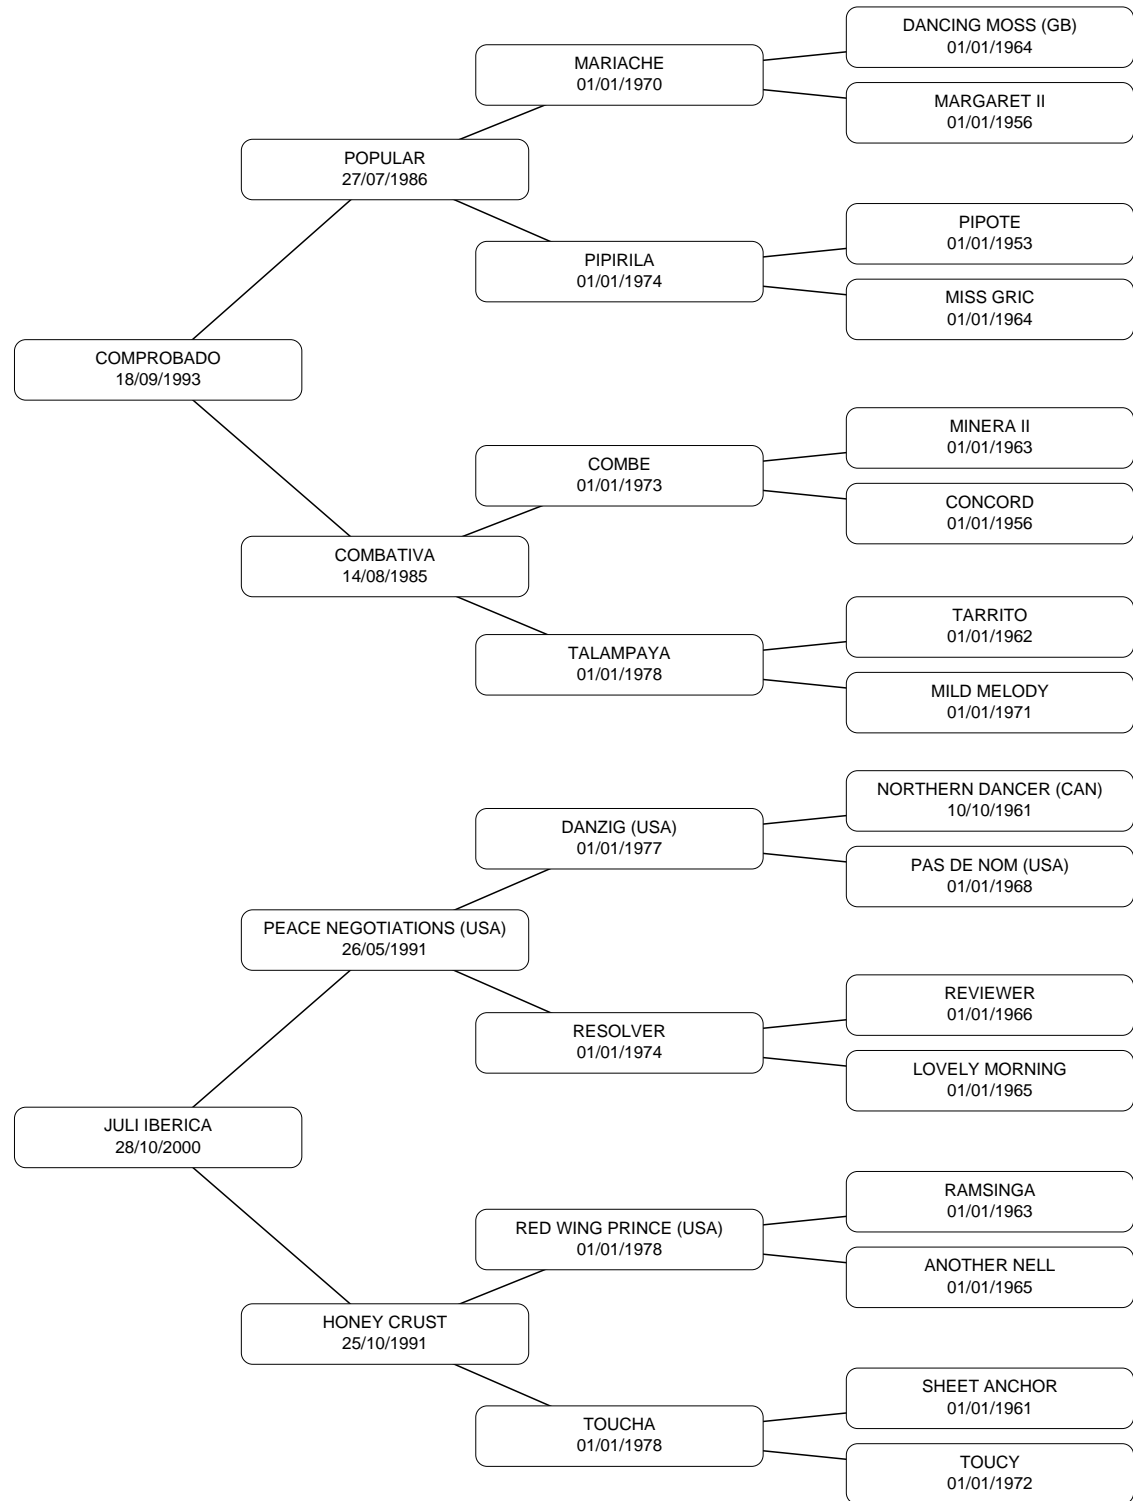 DANCING MOSS (GB)
01/01/1964
MARIACHE
01/01/1970
MARGARET II
01/01/1956
POPULAR
27/07/1986
PIPOTE
01/01/1953
PIPIRILA
01/01/1974
MISS GRIC
01/01/1964
COMPROBADO
18/09/1993
MINERA II
01/01/1963
COMBE
01/01/1973
CONCORD
01/01/1956
COMBATIVA
14/08/1985
TARRITO
01/01/1962
TALAMPAYA
01/01/1978
MILD MELODY
01/01/1971
NORTHERN DANCER (CAN)
10/10/1961
DANZIG (USA)
01/01/1977
PAS DE NOM (USA)
01/01/1968
PEACE NEGOTIATIONS (USA)
26/05/1991
REVIEWER
01/01/1966
RESOLVER
01/01/1974
LOVELY MORNING
01/01/1965
JULI IBERICA
28/10/2000
RAMSINGA
01/01/1963
RED WING PRINCE (USA)
01/01/1978
ANOTHER NELL
01/01/1965
HONEY CRUST
25/10/1991
SHEET ANCHOR
01/01/1961
TOUCHA
01/01/1978
TOUCY
01/01/1972